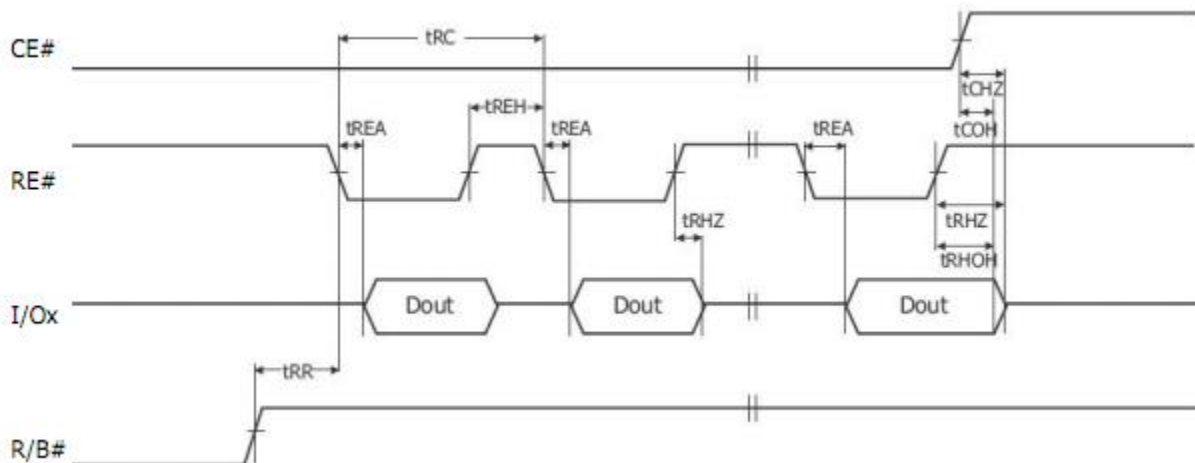 CE#
tRC
tCHZ
tREH
tCOH
tREA
tREA
tREA
RE#
tRHZ
tRHZ
tRHOH
I/Ox
Dout
Dout
Dout
tRR
R/B#